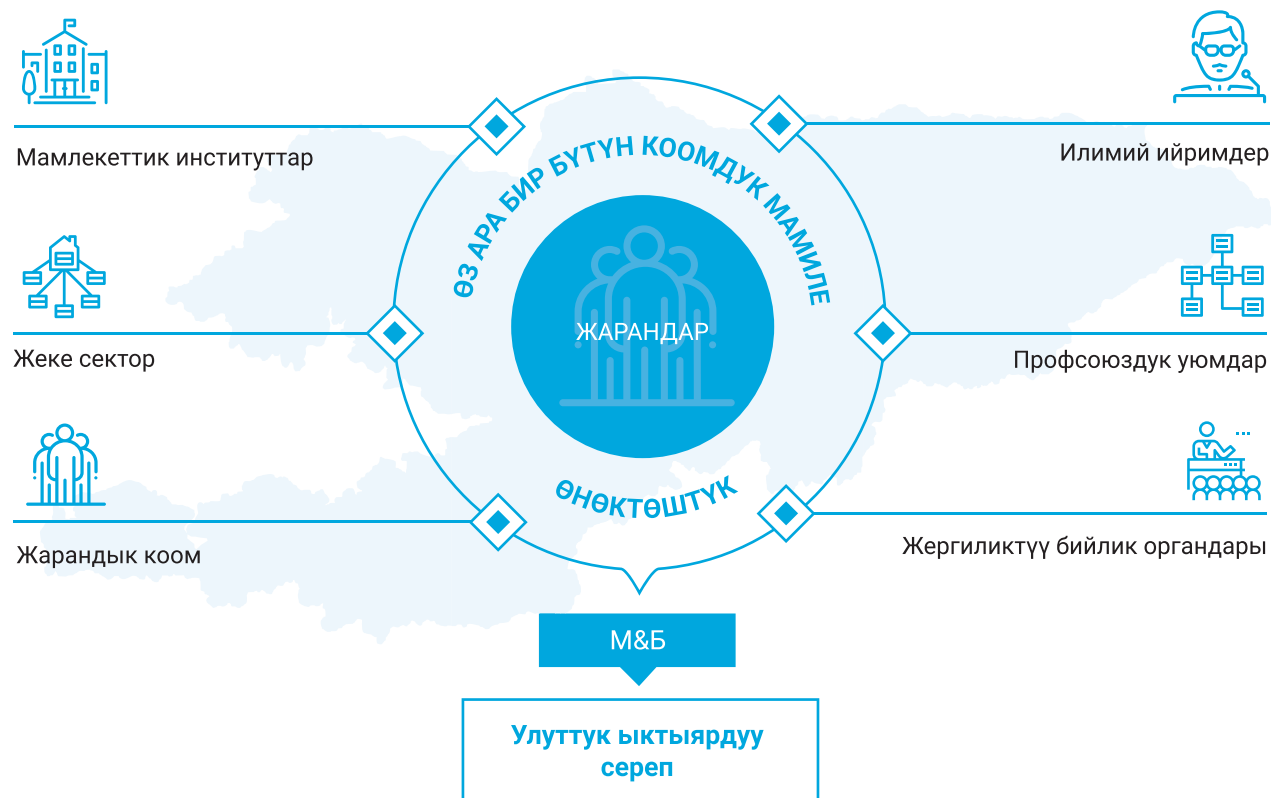 Мамлекеттик институттар
Илимий ийримдер
ӨЗ АРА БИР БҮТҮН КООМДУК МАМИЛЕ
ЖАРАНДАР
Жеке сектор
Профсоюздук уюмдар
ӨНӨКТӨШТҮК
Жарандык коом
Жергиликтүү бийлик органдары
М&Б
Улуттук ыктыярдуу
сереп